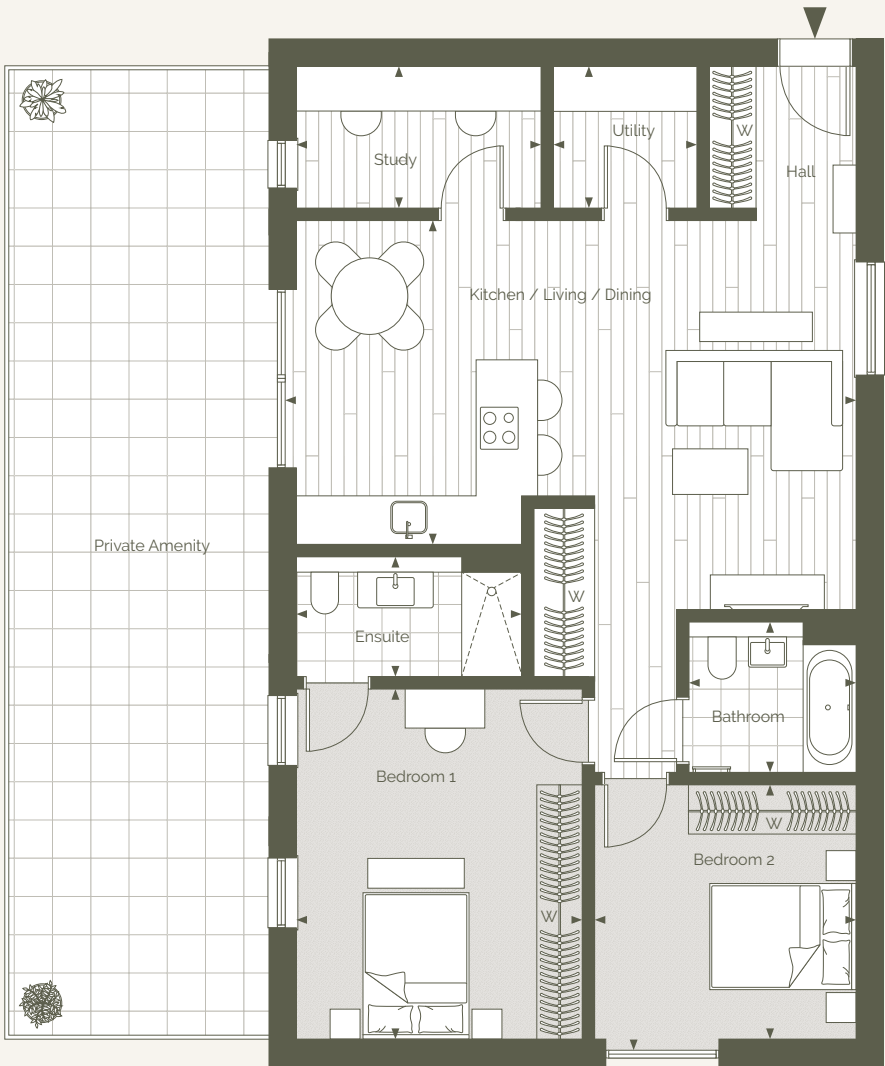 Utility
W
Study
Hall
Kitchen / Living / Dining
Private Amenity
W
Ensuite
Bathroom
Bedroom 1
W
Bedroom 2
W